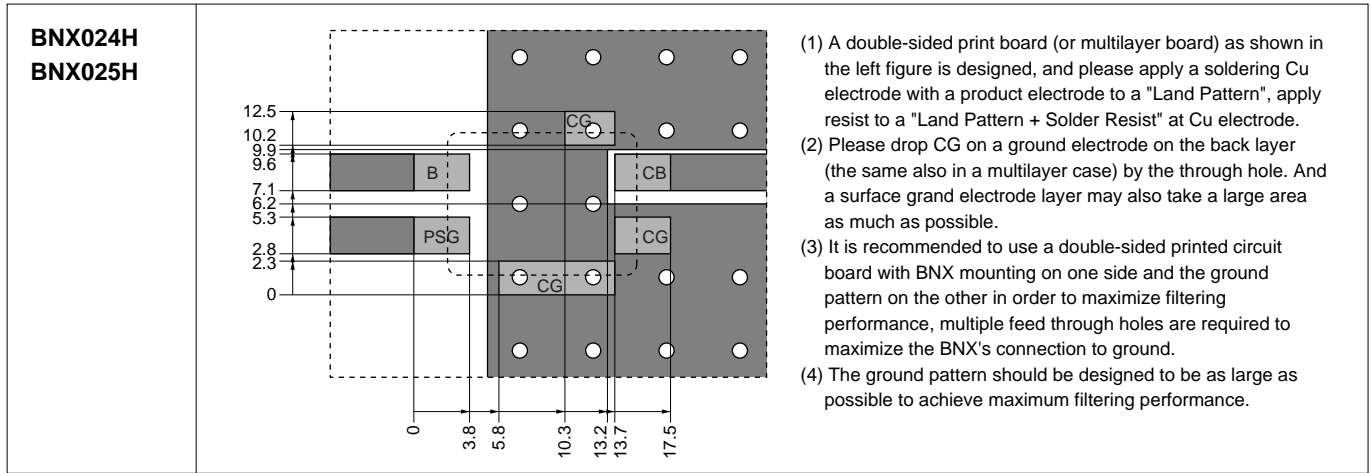 BNX024H
BNX025H
12.5
10.2
9.9
9.6
7.1
6.2
5.3
2.8
2.3
0
CG
B
CB
PSG
CG
CG
0
3.8
5.8
10.3
13.2
13.7
17.5
(1) A double-sided print board (or multilayer board) as shown in
the left figure is designed, and please apply a soldering Cu
electrode with a product electrode to a "Land Pattern", apply
resist to a "Land Pattern + Solder Resist" at Cu electrode.
(2) Please drop CG on a ground electrode on the back layer
(the same also in a multilayer case) by the through hole. And
a surface grand electrode layer may also take a large area
as much as possible.
(3) It is recommended to use a double-sided printed circuit
board with BNX mounting on one side and the ground
pattern on the other in order to maximize filtering
performance, multiple feed through holes are required to
maximize the BNX's connection to ground.
(4) The ground pattern should be designed to be as large as
possible to achieve maximum filtering performance.